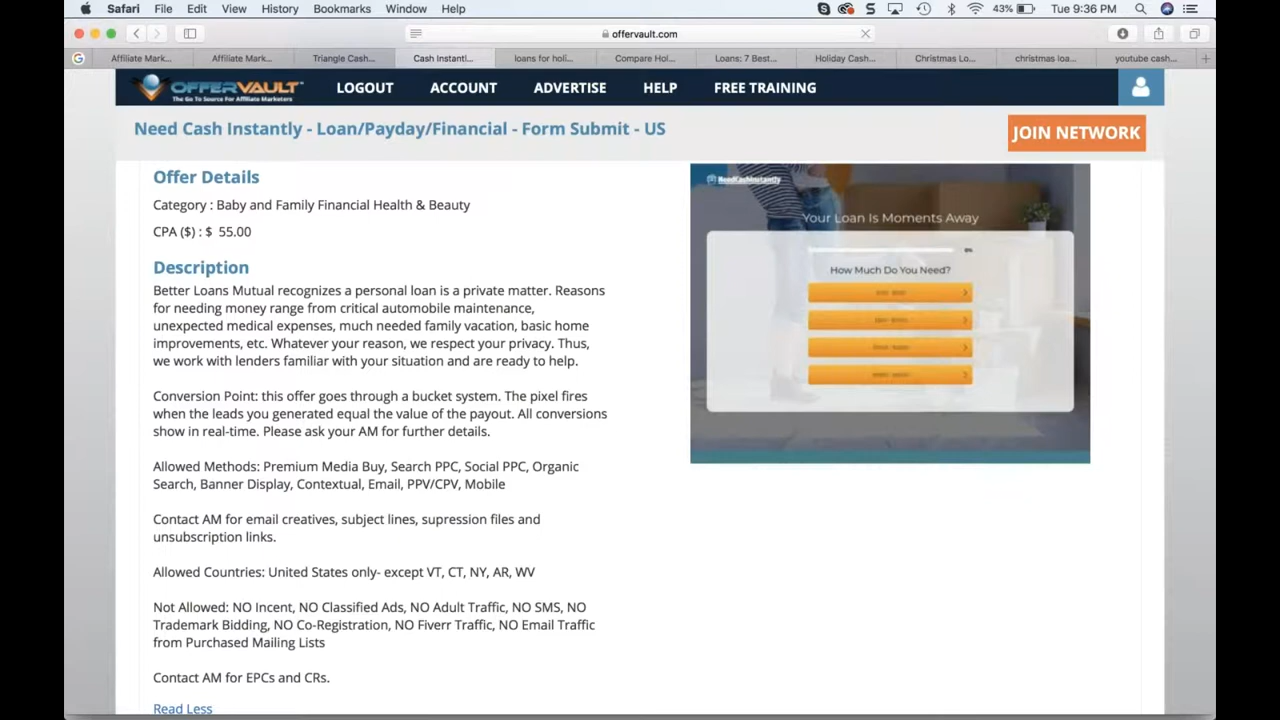 Safari File Edit View History Bookmarks Window Help 43% Tue 9:36 PM
offervault.com
Affiliate Mark... Affiliate Mark... Triangle Cash... Cash Instantl... loans for holi... Compare Hol... Loans: 7 Best... Holiday Cash... Christmas Lo... christmas loa... youtube cash...
OFFERVAULT LOGOUT ACCOUNT ADVERTISE HELP FREE TRAINING
The Go To Source For Affiliate Marketers
Need Cash Instantly - Loan/Payday/Financial - Form Submit - US
JOIN NETWORK
Offer Details
Category : Baby and Family Financial Health & Beauty
CPA ($) : $ 55.00
Description
Better Loans Mutual recognizes a personal loan is a private matter. Reasons
for needing money range from critical automobile maintenance,
unexpected medical expenses, much needed family vacation, basic home
improvements, etc. Whatever your reason, we respect your privacy. Thus,
we work with lenders familiar with your situation and are ready to help.
Conversion Point: this offer goes through a bucket system. The pixel fires
when the leads you generated equal the value of the payout. All conversions
show in real-time. Please ask your AM for further details.
Allowed Methods: Premium Media Buy, Search PPC, Social PPC, Organic
Search, Banner Display, Contextual, Email, PPV/CPV, Mobile
Contact AM for email creatives, subject lines, supression files and
unsubscription links.
Allowed Countries: United States only- except VT, CT, NY, AR, WV
Not Allowed: NO Incent, NO Classified Ads, NO Adult Traffic, NO SMS, NO
Trademark Bidding, NO Co-Registration, NO Fiverr Traffic, NO Email Traffic
from Purchased Mailing Lists
Contact AM for EPCs and CRs.
Read Less
NeedCashInstantly
Your Loan Is Moments Away
How Much Do You Need?